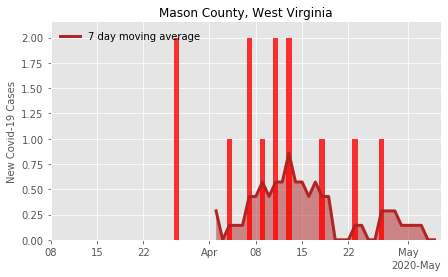 Mason County, West Virginia
7 day moving average
New Covid-19 Cases
2.00
1.75
1.50
1.25
1.00
0.75
0.50
0.25
0.00
08 15 22 Apr 08 15 22 May
2020-May